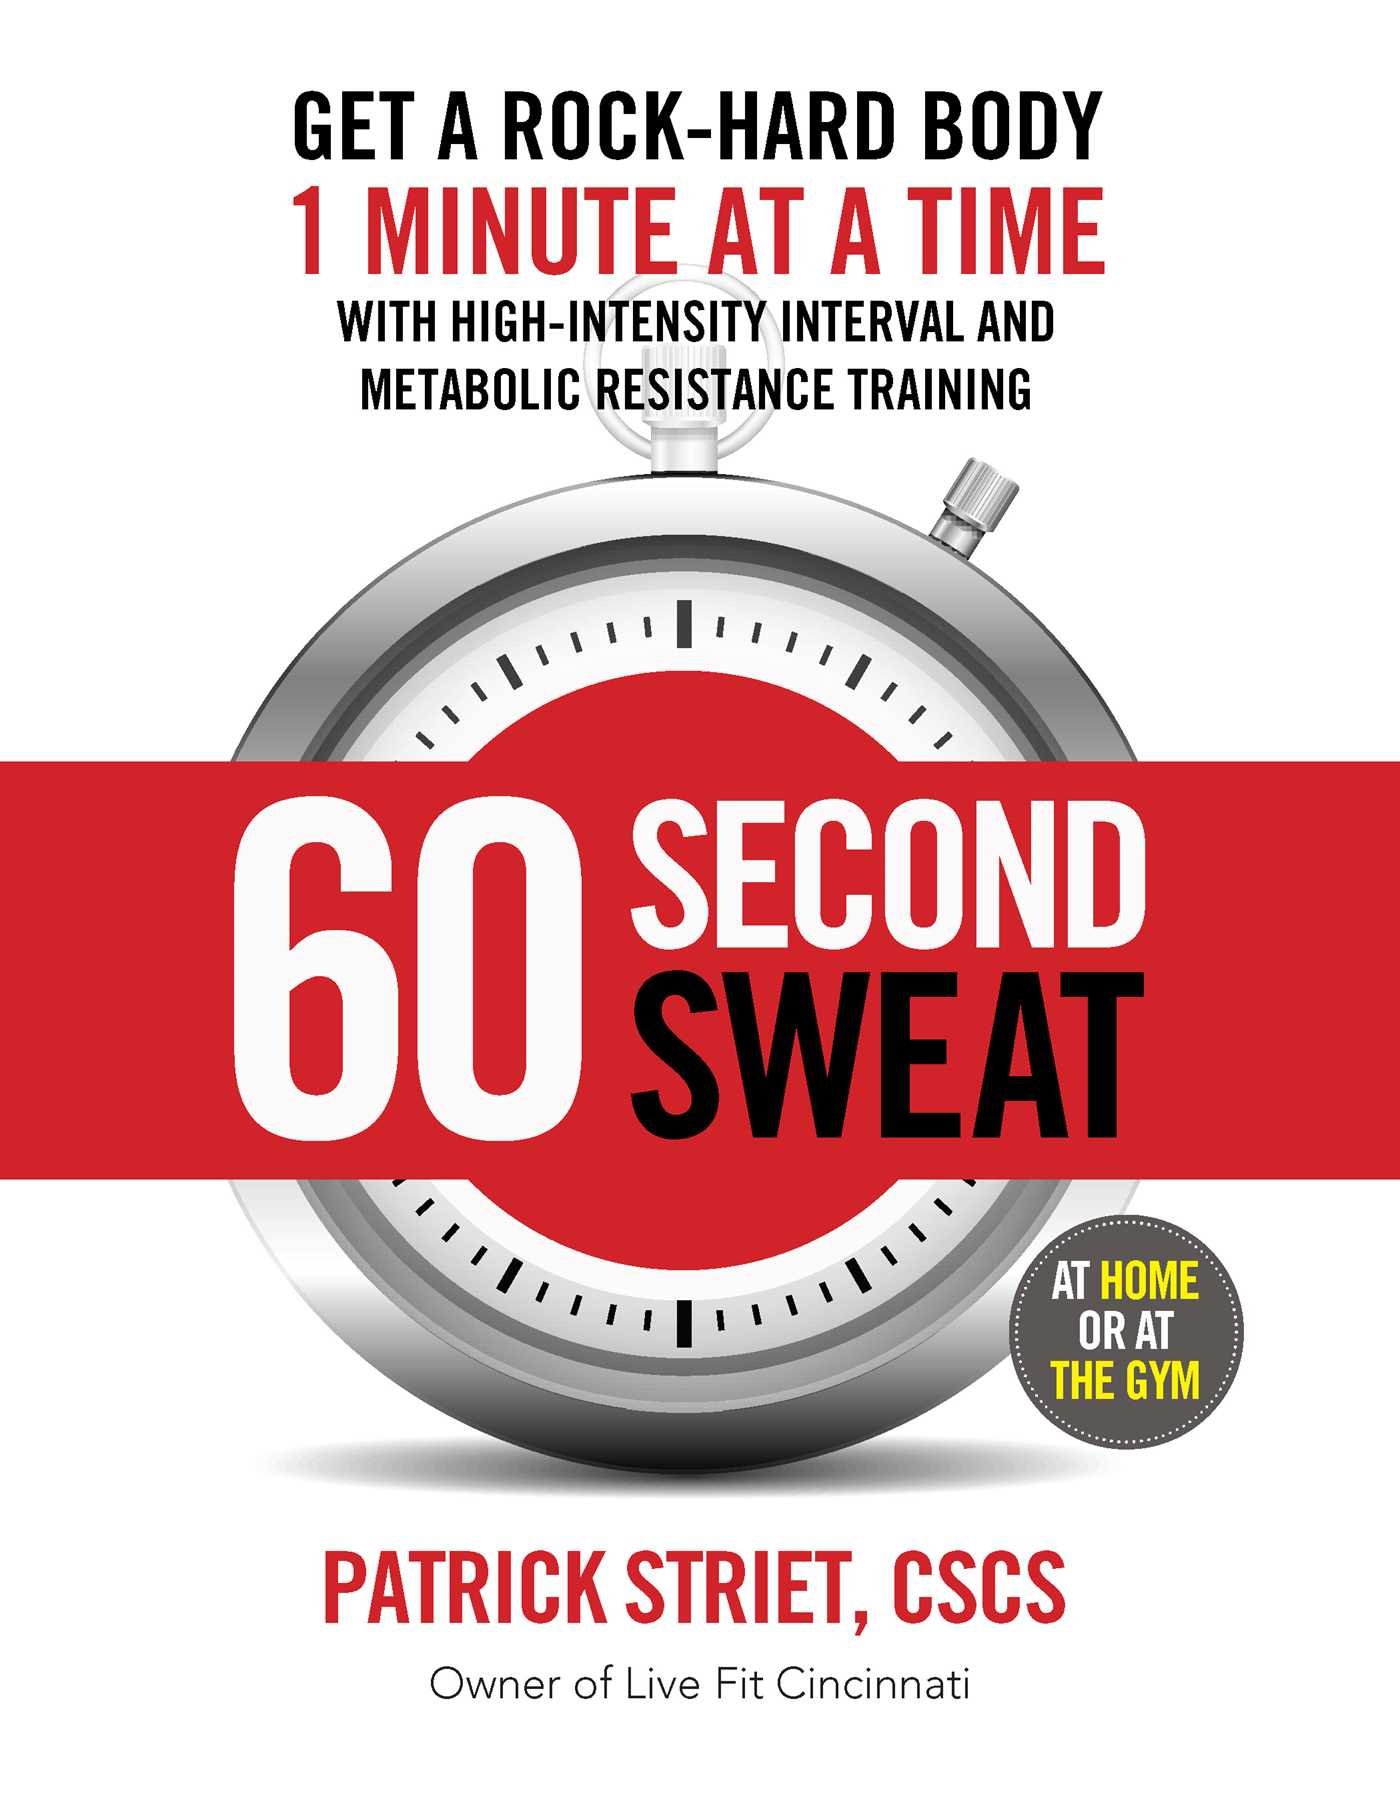 GET A ROCK-HARD BODY
1 MINUTE AT A TIME
WITH HIGH-INTENSITY INTERVAL AND
METABOLIC RESISTANCE TRAINING
60 SECOND
SWEAT
AT HOME
OR AT
THE GYM
PATRICK STRIET, CSCS
Owner of Live Fit Cincinnati